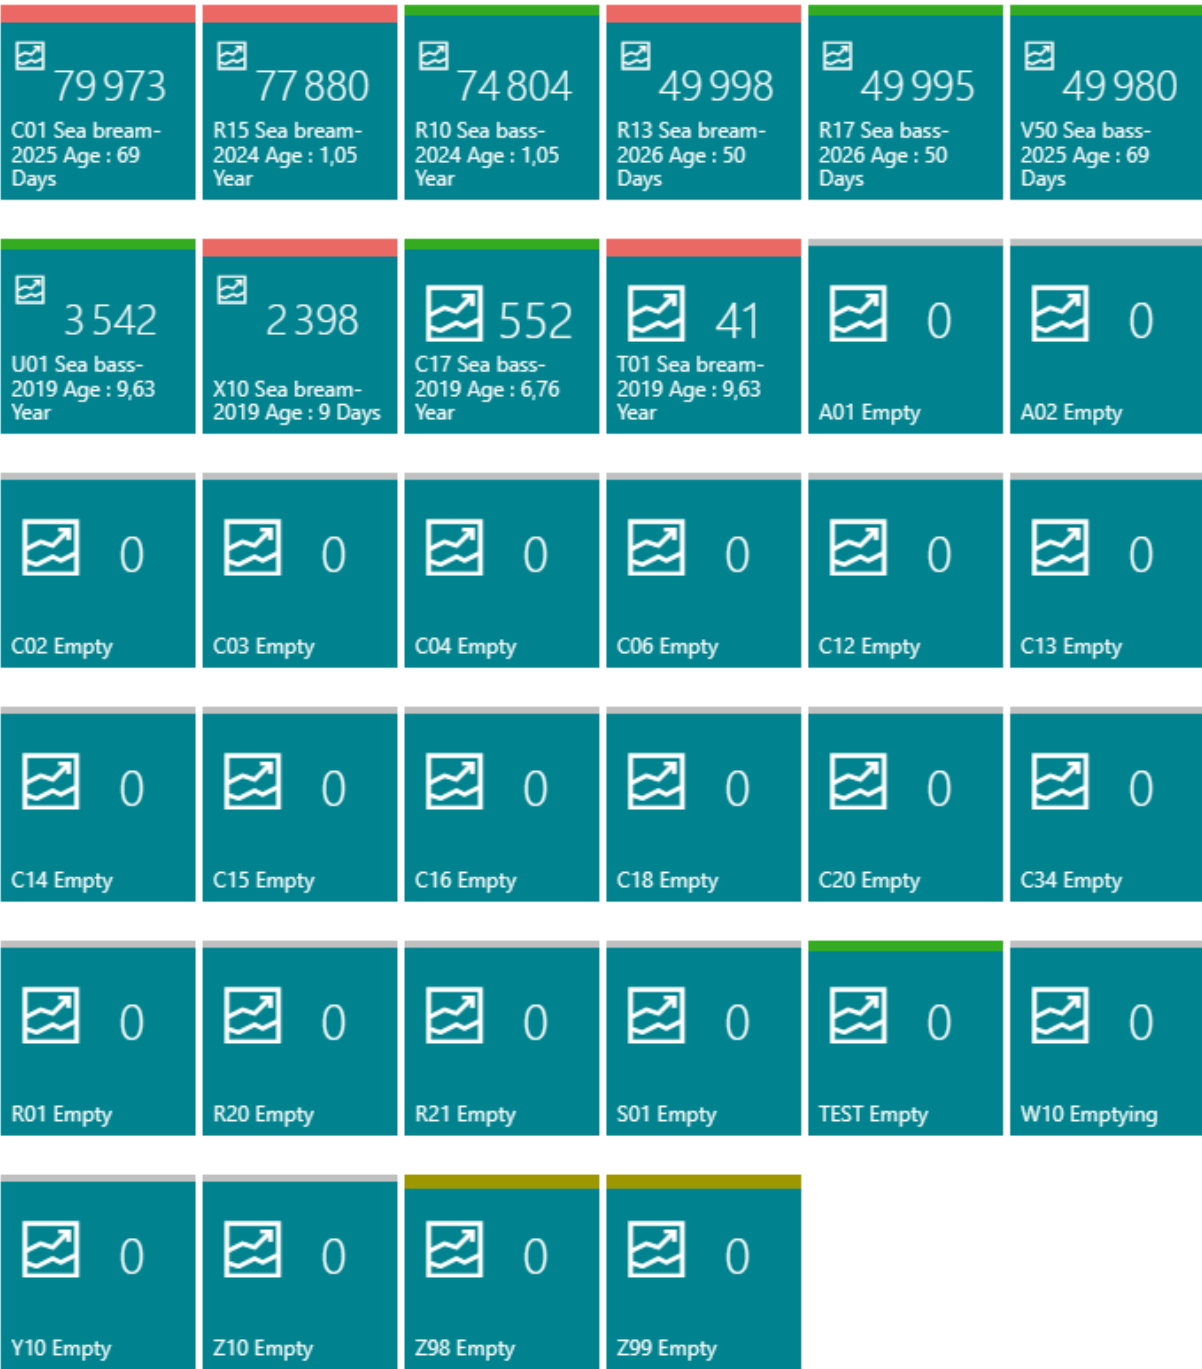 79 973
C01 Sea bream-
2025 Age : 69
Days
77 880
R15 Sea bream-
2024 Age : 1,05
Year
74 804
R10 Sea bass-
2024 Age : 1,05
Year
49 998
R13 Sea bream-
2026 Age : 50
Days
49 995
R17 Sea bass-
2026 Age : 50
Days
49 980
V50 Sea bass-
2025 Age : 69
Days
3 542
U01 Sea bass-
2019 Age : 9,63
Year
2 398
X10 Sea bream-
2019 Age : 9 Days
552
C17 Sea bass-
2019 Age : 6,76
Year
41
T01 Sea bream-
2019 Age : 9,63
Year
0
A01 Empty
0
A02 Empty
0
C02 Empty
0
C03 Empty
0
C04 Empty
0
C06 Empty
0
C12 Empty
0
C13 Empty
0
C14 Empty
0
C15 Empty
0
C16 Empty
0
C18 Empty
0
C20 Empty
0
C34 Empty
0
R01 Empty
0
R20 Empty
0
R21 Empty
0
S01 Empty
0
TEST Empty
0
W10 Emptying
0
Y10 Empty
0
Z10 Empty
0
Z98 Empty
0
Z99 Empty